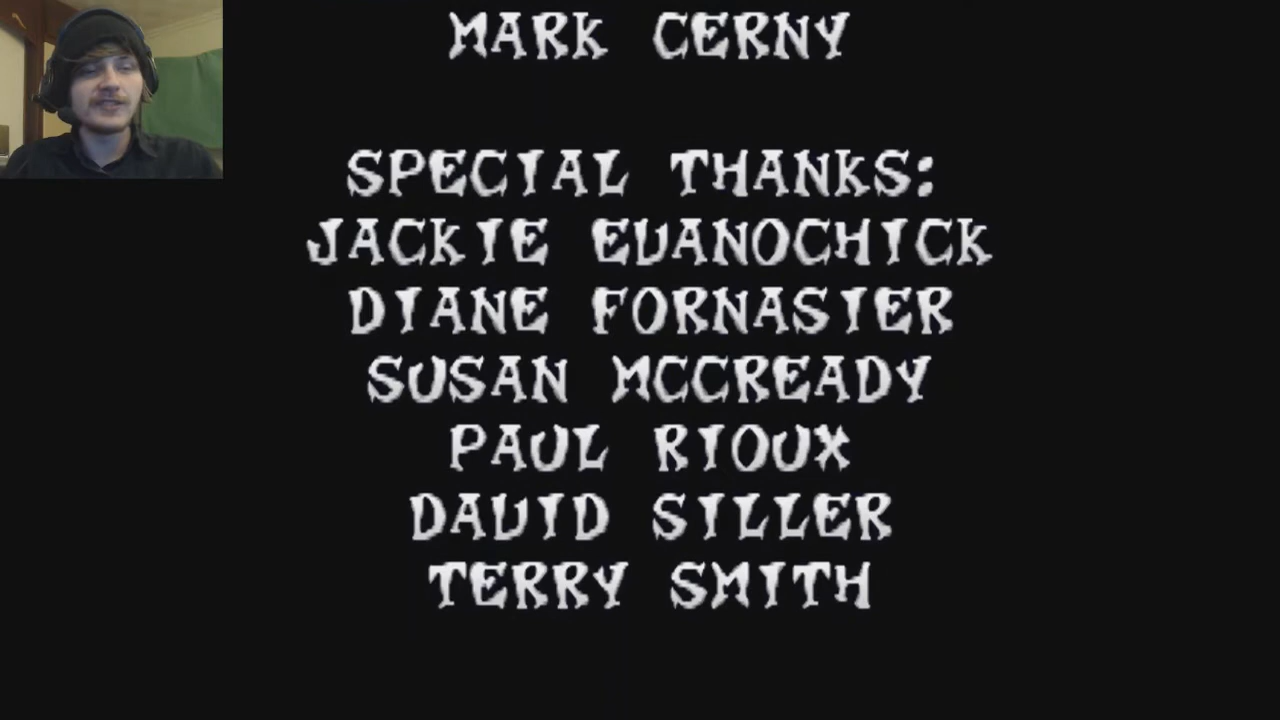 MARK CERNY
SPECIAL THANKS:
JACKIE EVANOCHICK
DIANE FORNASIER
SUSAN MCCREADY
PAUL RIOUX
DAVID SILLER
TERRY SMITH